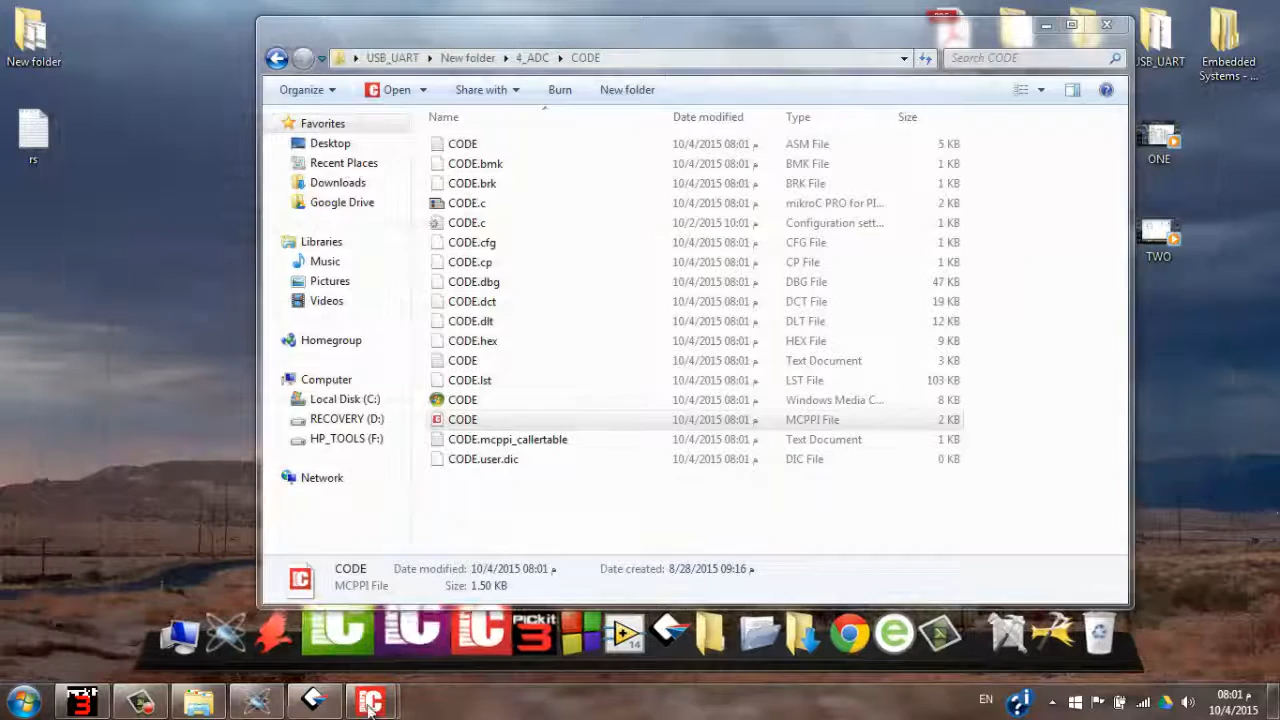 New folder
rs
USB_UART
New folder
4_ADC
CODE
Search CODE
Organize
Open
Share with
Burn
New folder
Name
Date modified
Type
Size
Favorites
Desktop
Recent Places
Downloads
Google Drive
Libraries
Music
Pictures
Videos
Homegroup
Computer
Local Disk (C:)
RECOVERY (D:)
HP_TOOLS (F:)
Network
CODE 10/4/2015 08:01 م ASM File 5 KB
CODE.bmk 10/4/2015 08:01 م BMK File 1 KB
CODE.brk 10/4/2015 08:01 م BRK File 1 KB
CODE.c 10/4/2015 08:01 م mikroC PRO for PI... 2 KB
CODE.c 10/2/2015 10:01 م Configuration sett... 1 KB
CODE.cfg 10/4/2015 08:01 م CFG File 1 KB
CODE.cp 10/4/2015 08:01 م CP File 1 KB
CODE.dbg 10/4/2015 08:01 م DBG File 47 KB
CODE.dct 10/4/2015 08:01 م DCT File 19 KB
CODE.dlt 10/4/2015 08:01 م DLT File 12 KB
CODE.hex 10/4/2015 08:01 م HEX File 9 KB
CODE 10/4/2015 08:01 م Text Document 3 KB
CODE.lst 10/4/2015 08:01 م LST File 103 KB
CODE 10/4/2015 08:01 م Windows Media C... 8 KB
CODE 10/4/2015 08:01 م MCPPI File 2 KB
CODE.mcppi_callertable 10/4/2015 08:01 م Text Document 1 KB
CODE.user.dic 10/4/2015 08:01 م DIC File 0 KB
CODE Date modified: 10/4/2015 08:01 م Date created: 8/28/2015 09:16 م
MCPPI File Size: 1.50 KB
USB_UART
Embedded
Systems - ...
ONE
TWO
PICkit
3
14
3
EN
08:01 م
10/4/2015